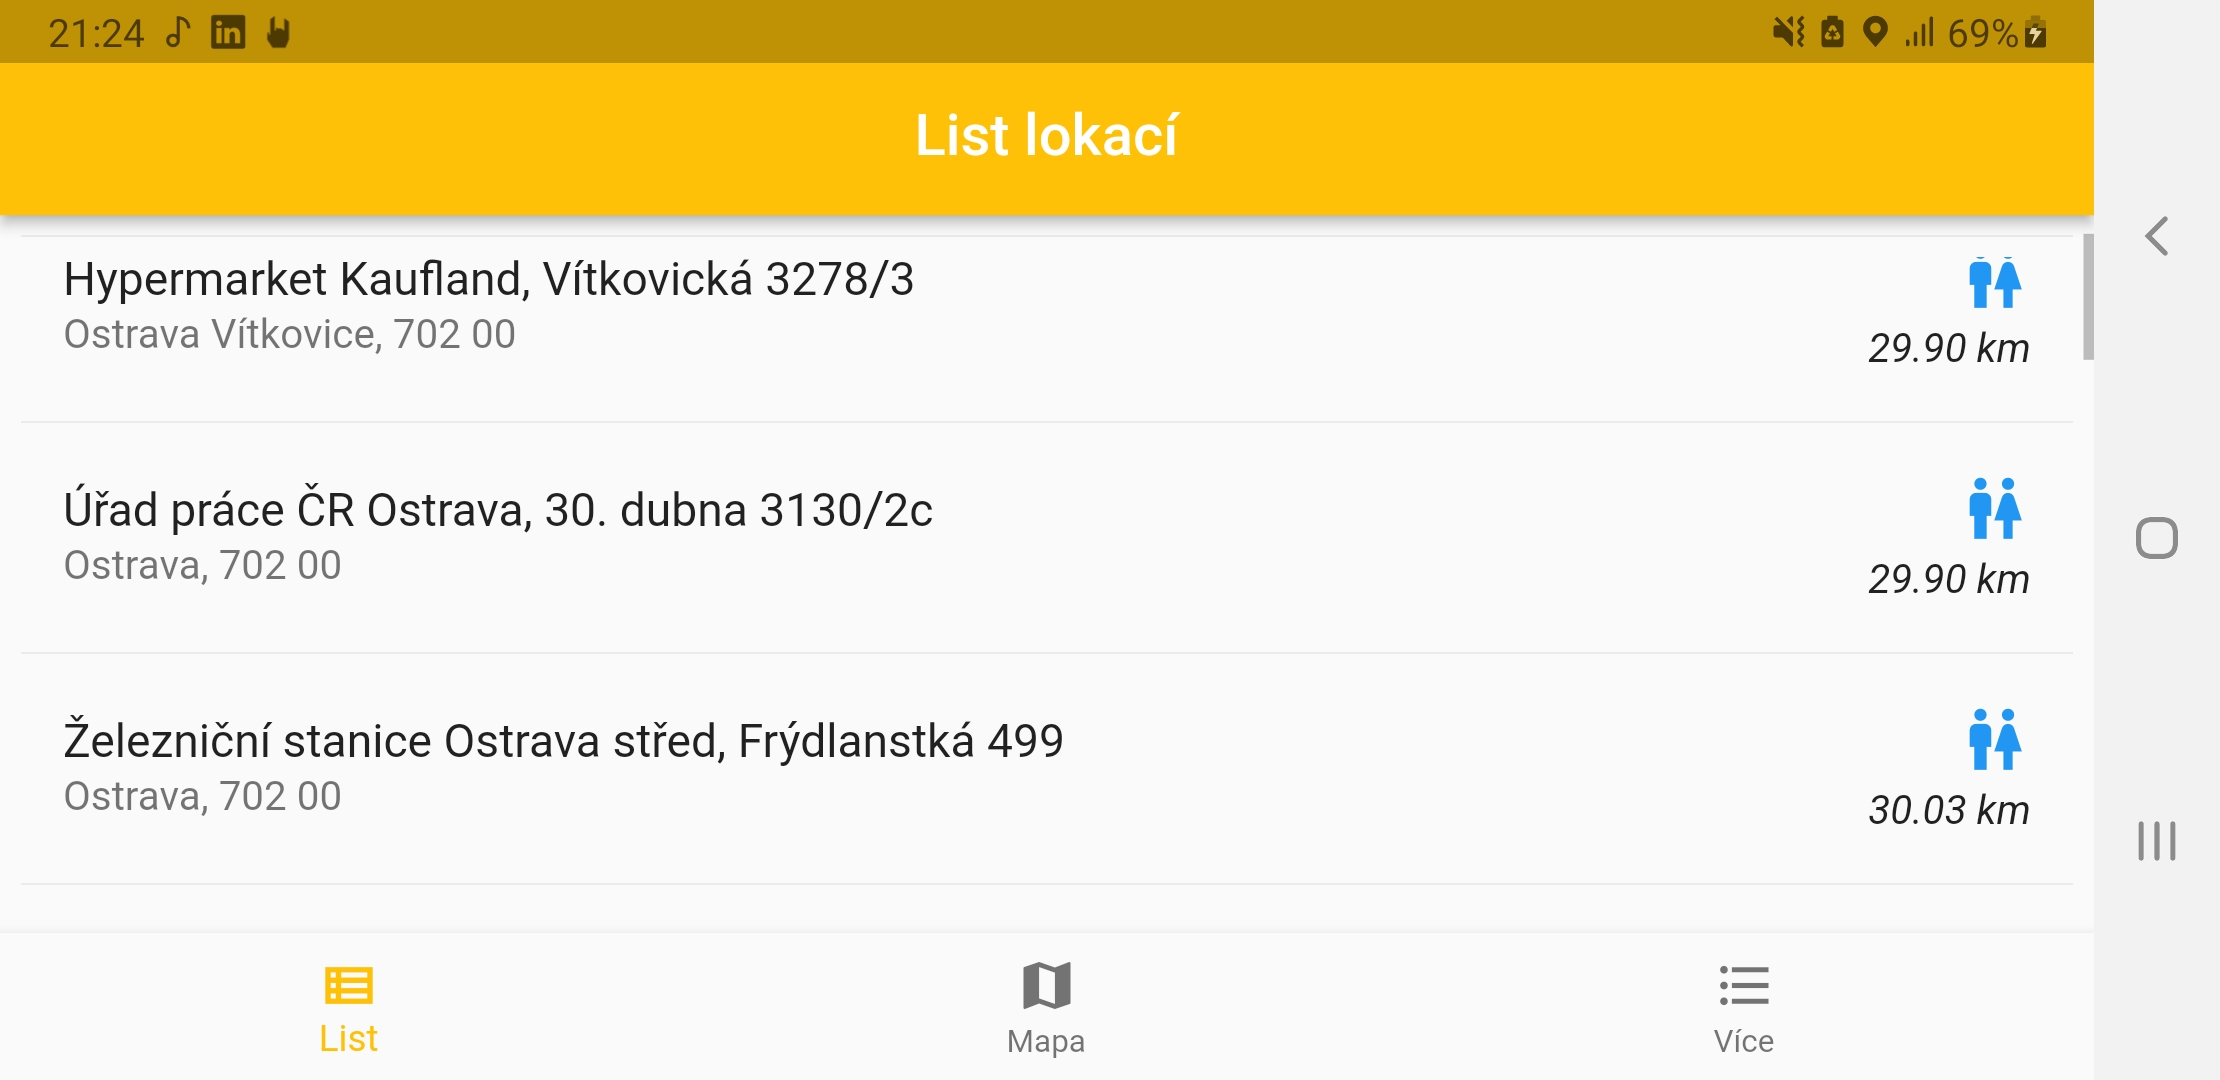 21:24
69%
List lokací
Hypermarket Kaufland, Vítkovická 3278/3
Ostrava Vítkovice, 702 00
29.90 km
Úřad práce ČR Ostrava, 30. dubna 3130/2c
Ostrava, 702 00
29.90 km
Železniční stanice Ostrava střed, Frýdlanstká 499
Ostrava, 702 00
30.03 km
List
Mapa
Více